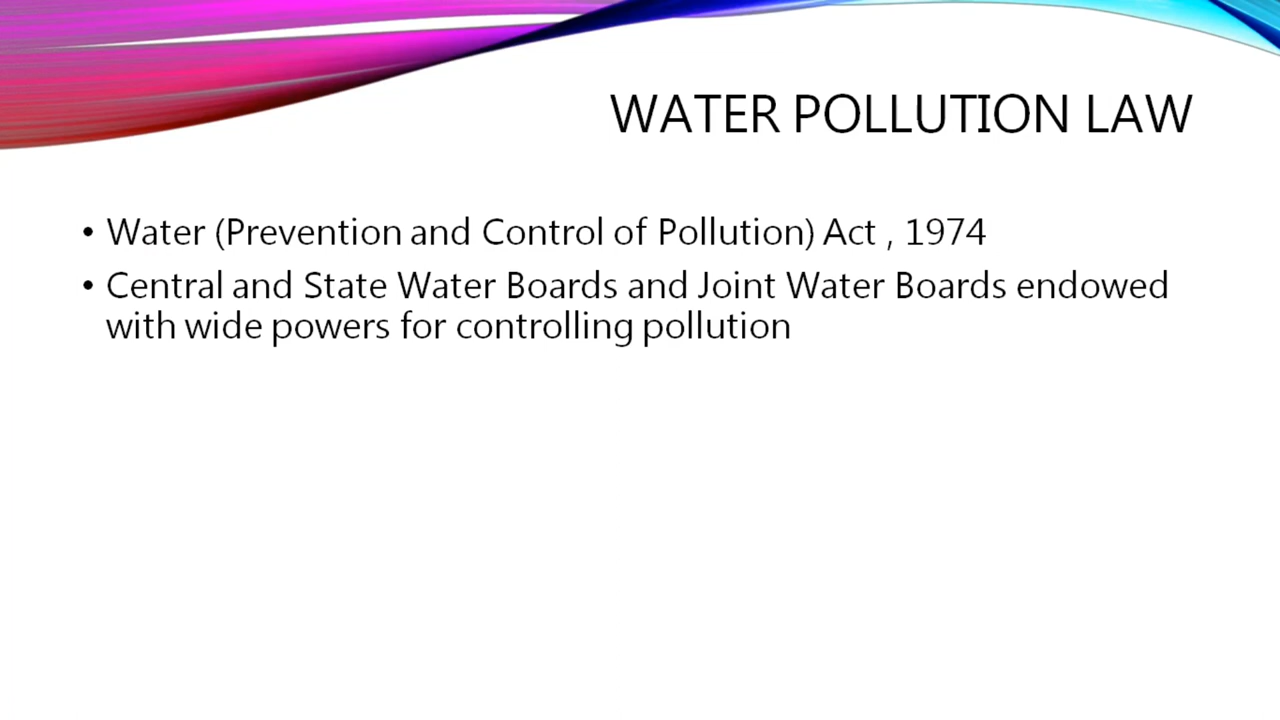 WATER POLLUTION LAW
• Water (Prevention and Control of Pollution) Act , 1974
• Central and State Water Boards and Joint Water Boards endowed
with wide powers for controlling pollution